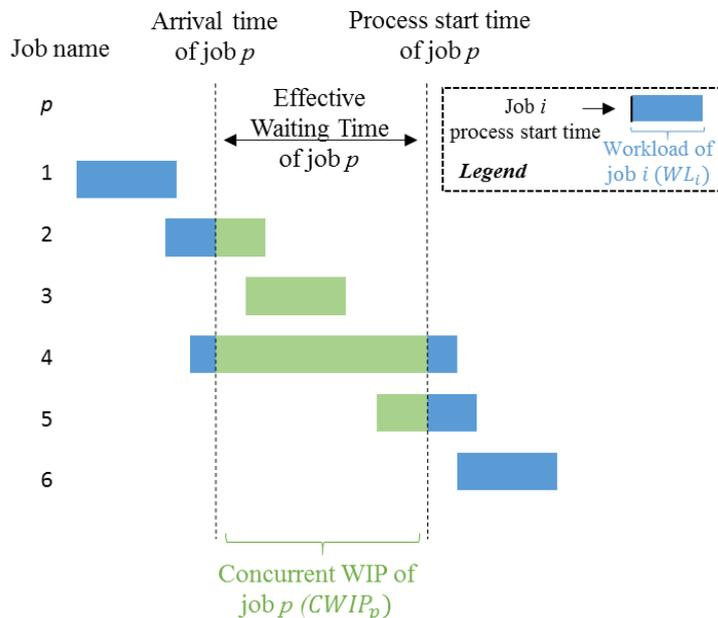 Arrival time
of job p
Process start time
of job p
Job name
p
Effective
Waiting Time
of job p
Job i
process start time
Legend
Workload of
job i (WLᵢ)
1
2
3
4
5
6
Concurrent WIP of
job p (CWIPₚ)